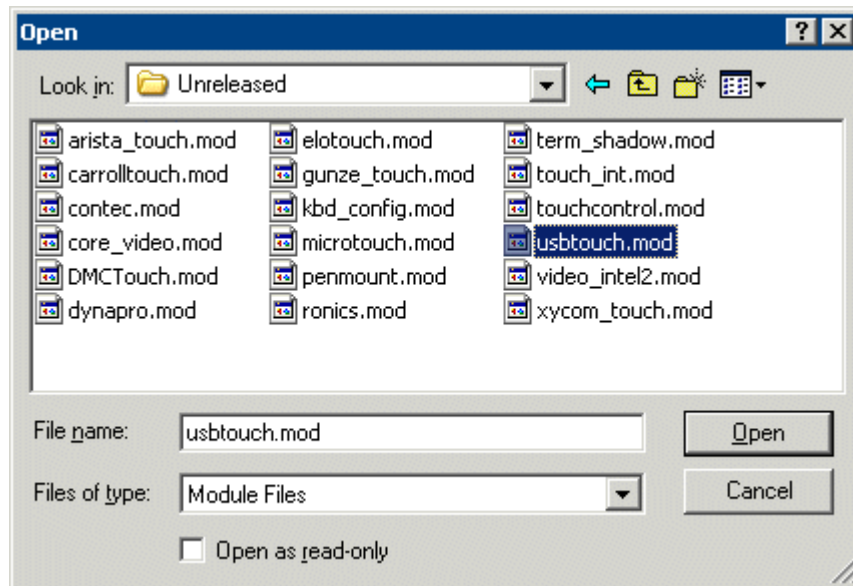 Open
Look in: Unreleased
arista_touch.mod elotouch.mod term_shadow.mod
carrolltouch.mod gunze_touch.mod touch_int.mod
contec.mod kbd_config.mod touchcontrol.mod
core_video.mod microtouch.mod usbtouch.mod
DMCTouch.mod penmount.mod video_intel2.mod
dynapro.mod ronics.mod xycom_touch.mod
File name: usbtouch.mod Open
Files of type: Module Files Cancel
Open as read-only